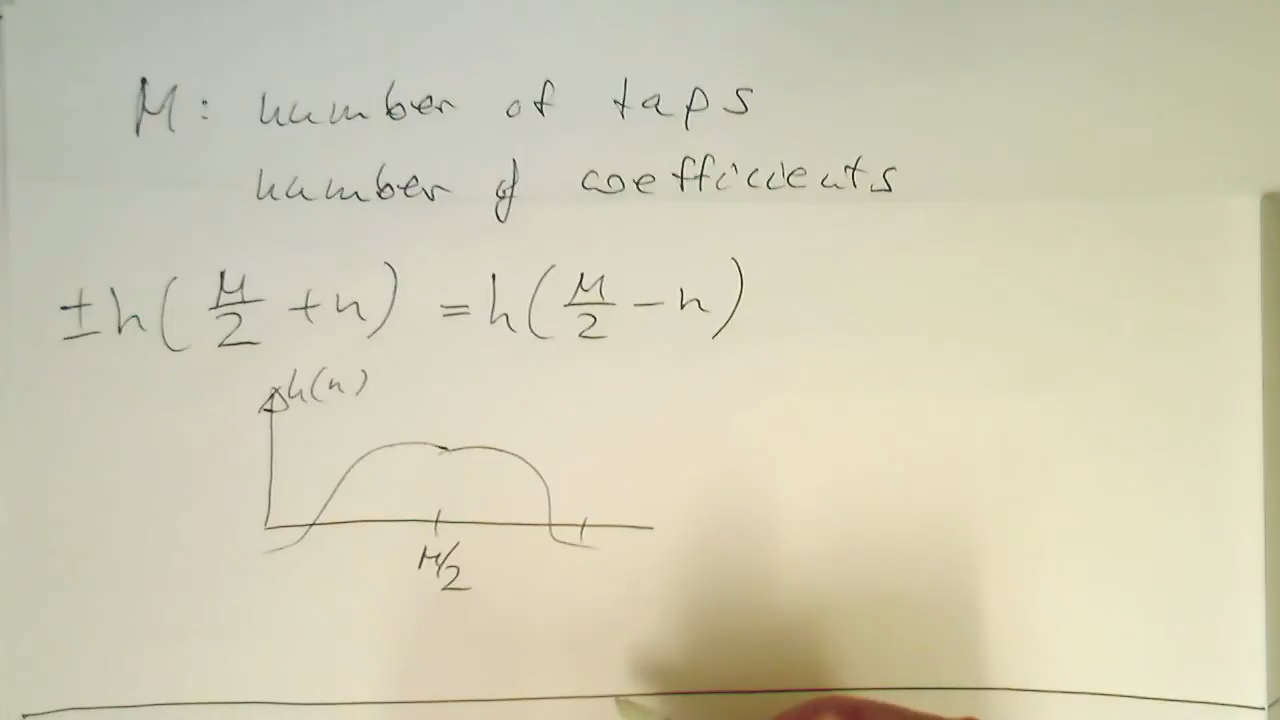 M: number of taps
number of coefficients
±h(M/2 + n) = h(M/2 - n)
h(n)
M/2